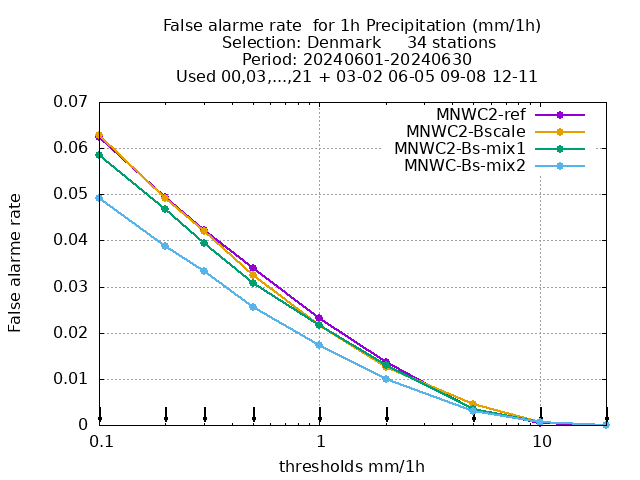 False alarme rate  for 1h Precipitation (mm/1h)
Selection: Denmark     34 stations
Period: 20240601-20240630
Used 00,03,...,21 + 03-02 06-05 09-08 12-11
MNWC2-ref
MNWC2-Bscale
MNWC2-Bs-mix1
MNWC-Bs-mix2
0.07
0.06
0.05
0.04
0.03
0.02
0.01
0
False alarme rate
0.1 1 10
thresholds mm/1h